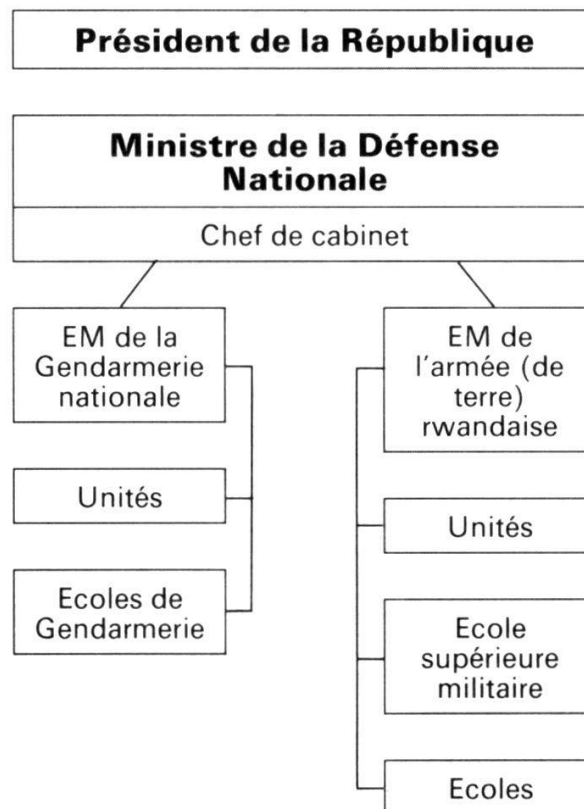 Président de la République
Ministre de la Défense
Nationale
Chef de cabinet
EM de la
Gendarmerie
nationale
Unités
Ecoles de
Gendarmerie
EM de
l'armée (de
terre)
rwandaise
Unités
Ecole
supérieure
militaire
Ecoles